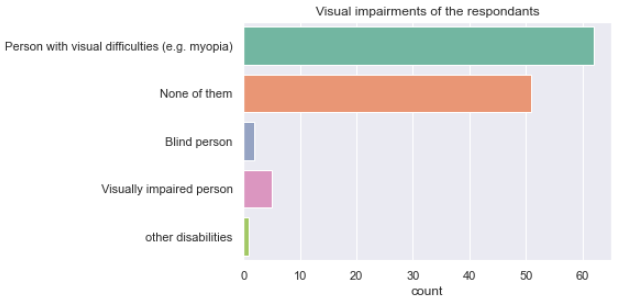 Visual impairments of the respondants
Person with visual difficulties (e.g. myopia)
None of them
Blind person
Visually impaired person
other disabilities
0 10 20 30 40 50 60
count